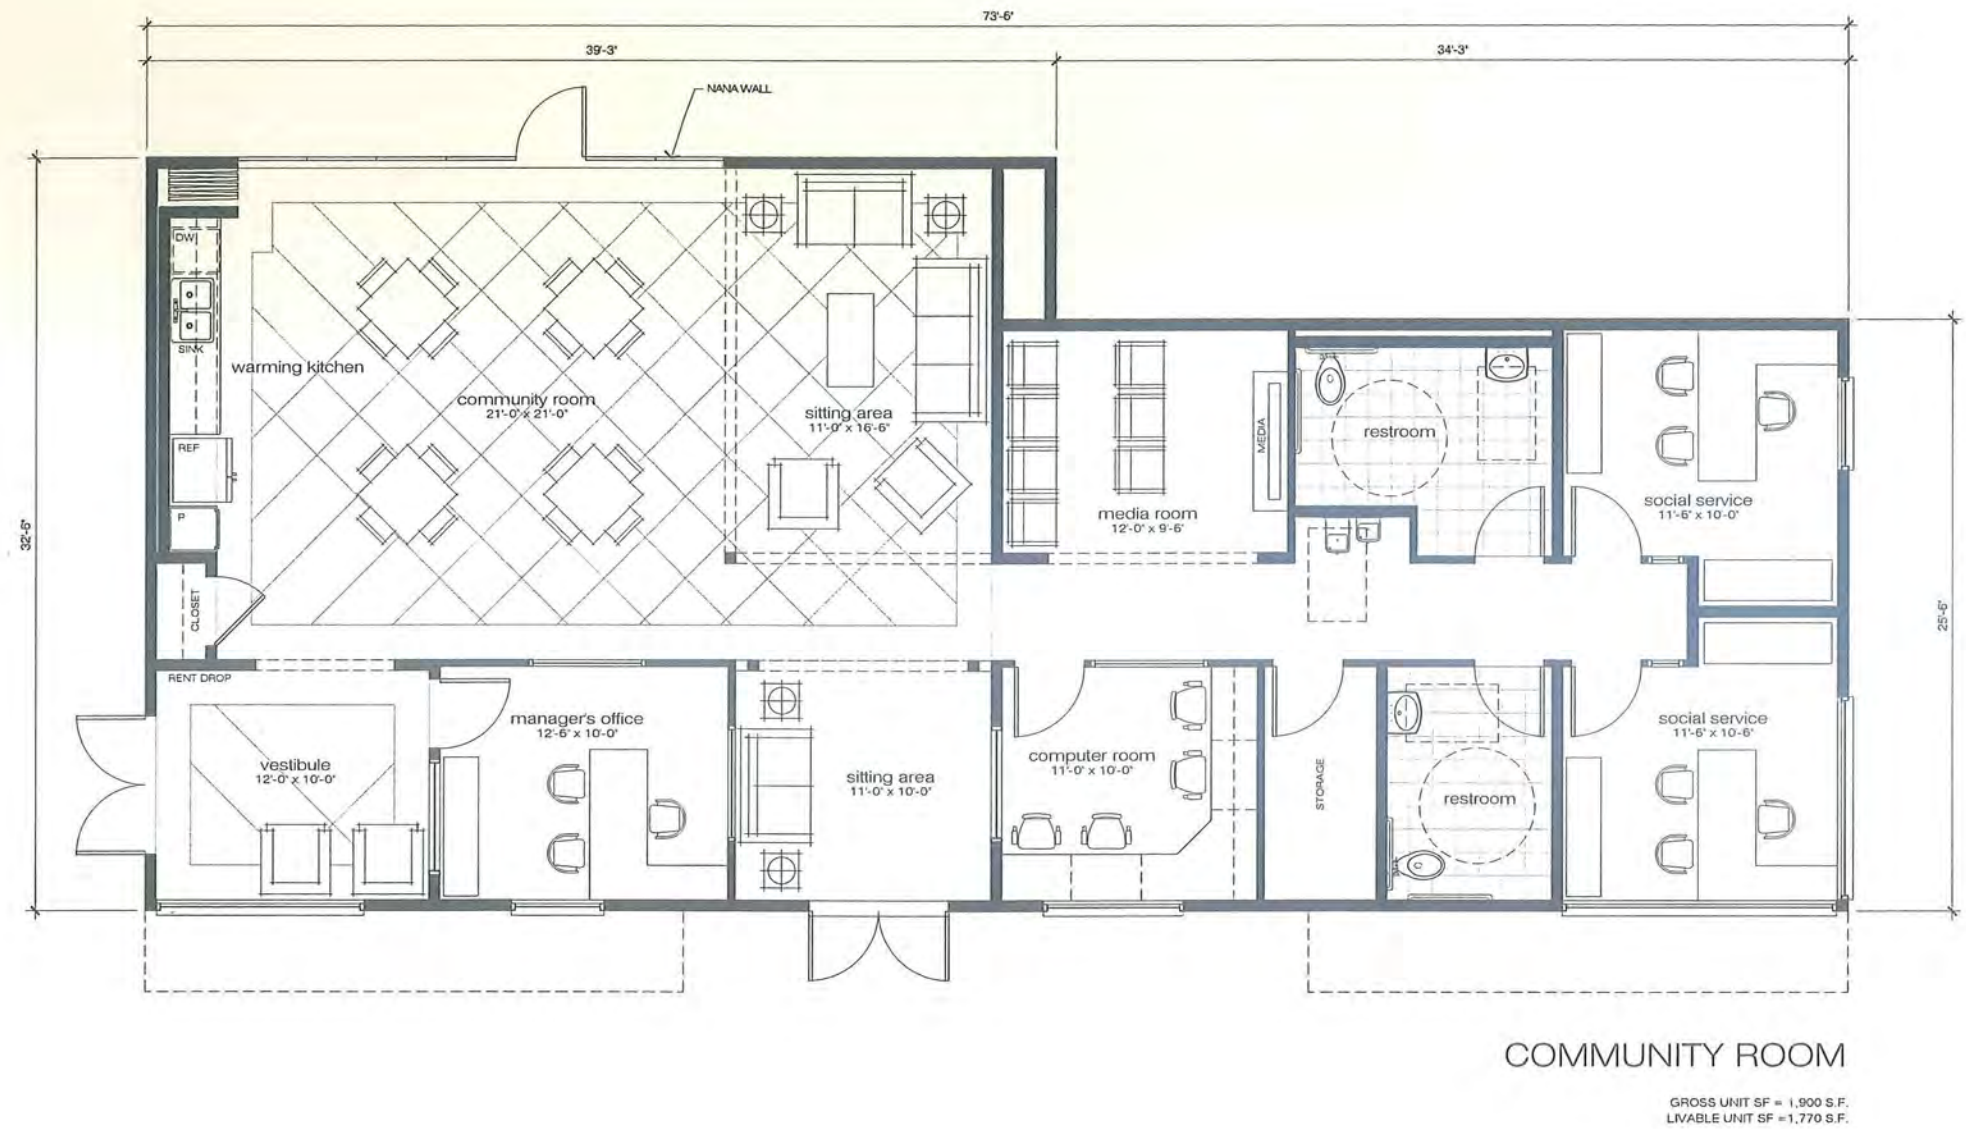 73'-6"
39'-3"
34'-3"
NANA WALL
32'-6"
25'-6"
DW
SINK
warming kitchen
REF
P
community room
21'-0" x 21'-0"
sitting area
11'-0" x 16'-6"
MEDIA
media room
12'-0" x 9'-6"
restroom
social service
11'-6" x 10'-0"
CLOSET
RENT DROP
vestibule
12'-0" x 10'-0"
manager's office
12'-6" x 10'-0"
sitting area
11'-0" x 10'-0"
computer room
11'-0" x 10'-0"
STORAGE
restroom
social service
11'-6" x 10'-6"
COMMUNITY ROOM
GROSS UNIT SF = 1,900 S.F.
LIVABLE UNIT SF =1,770 S.F.